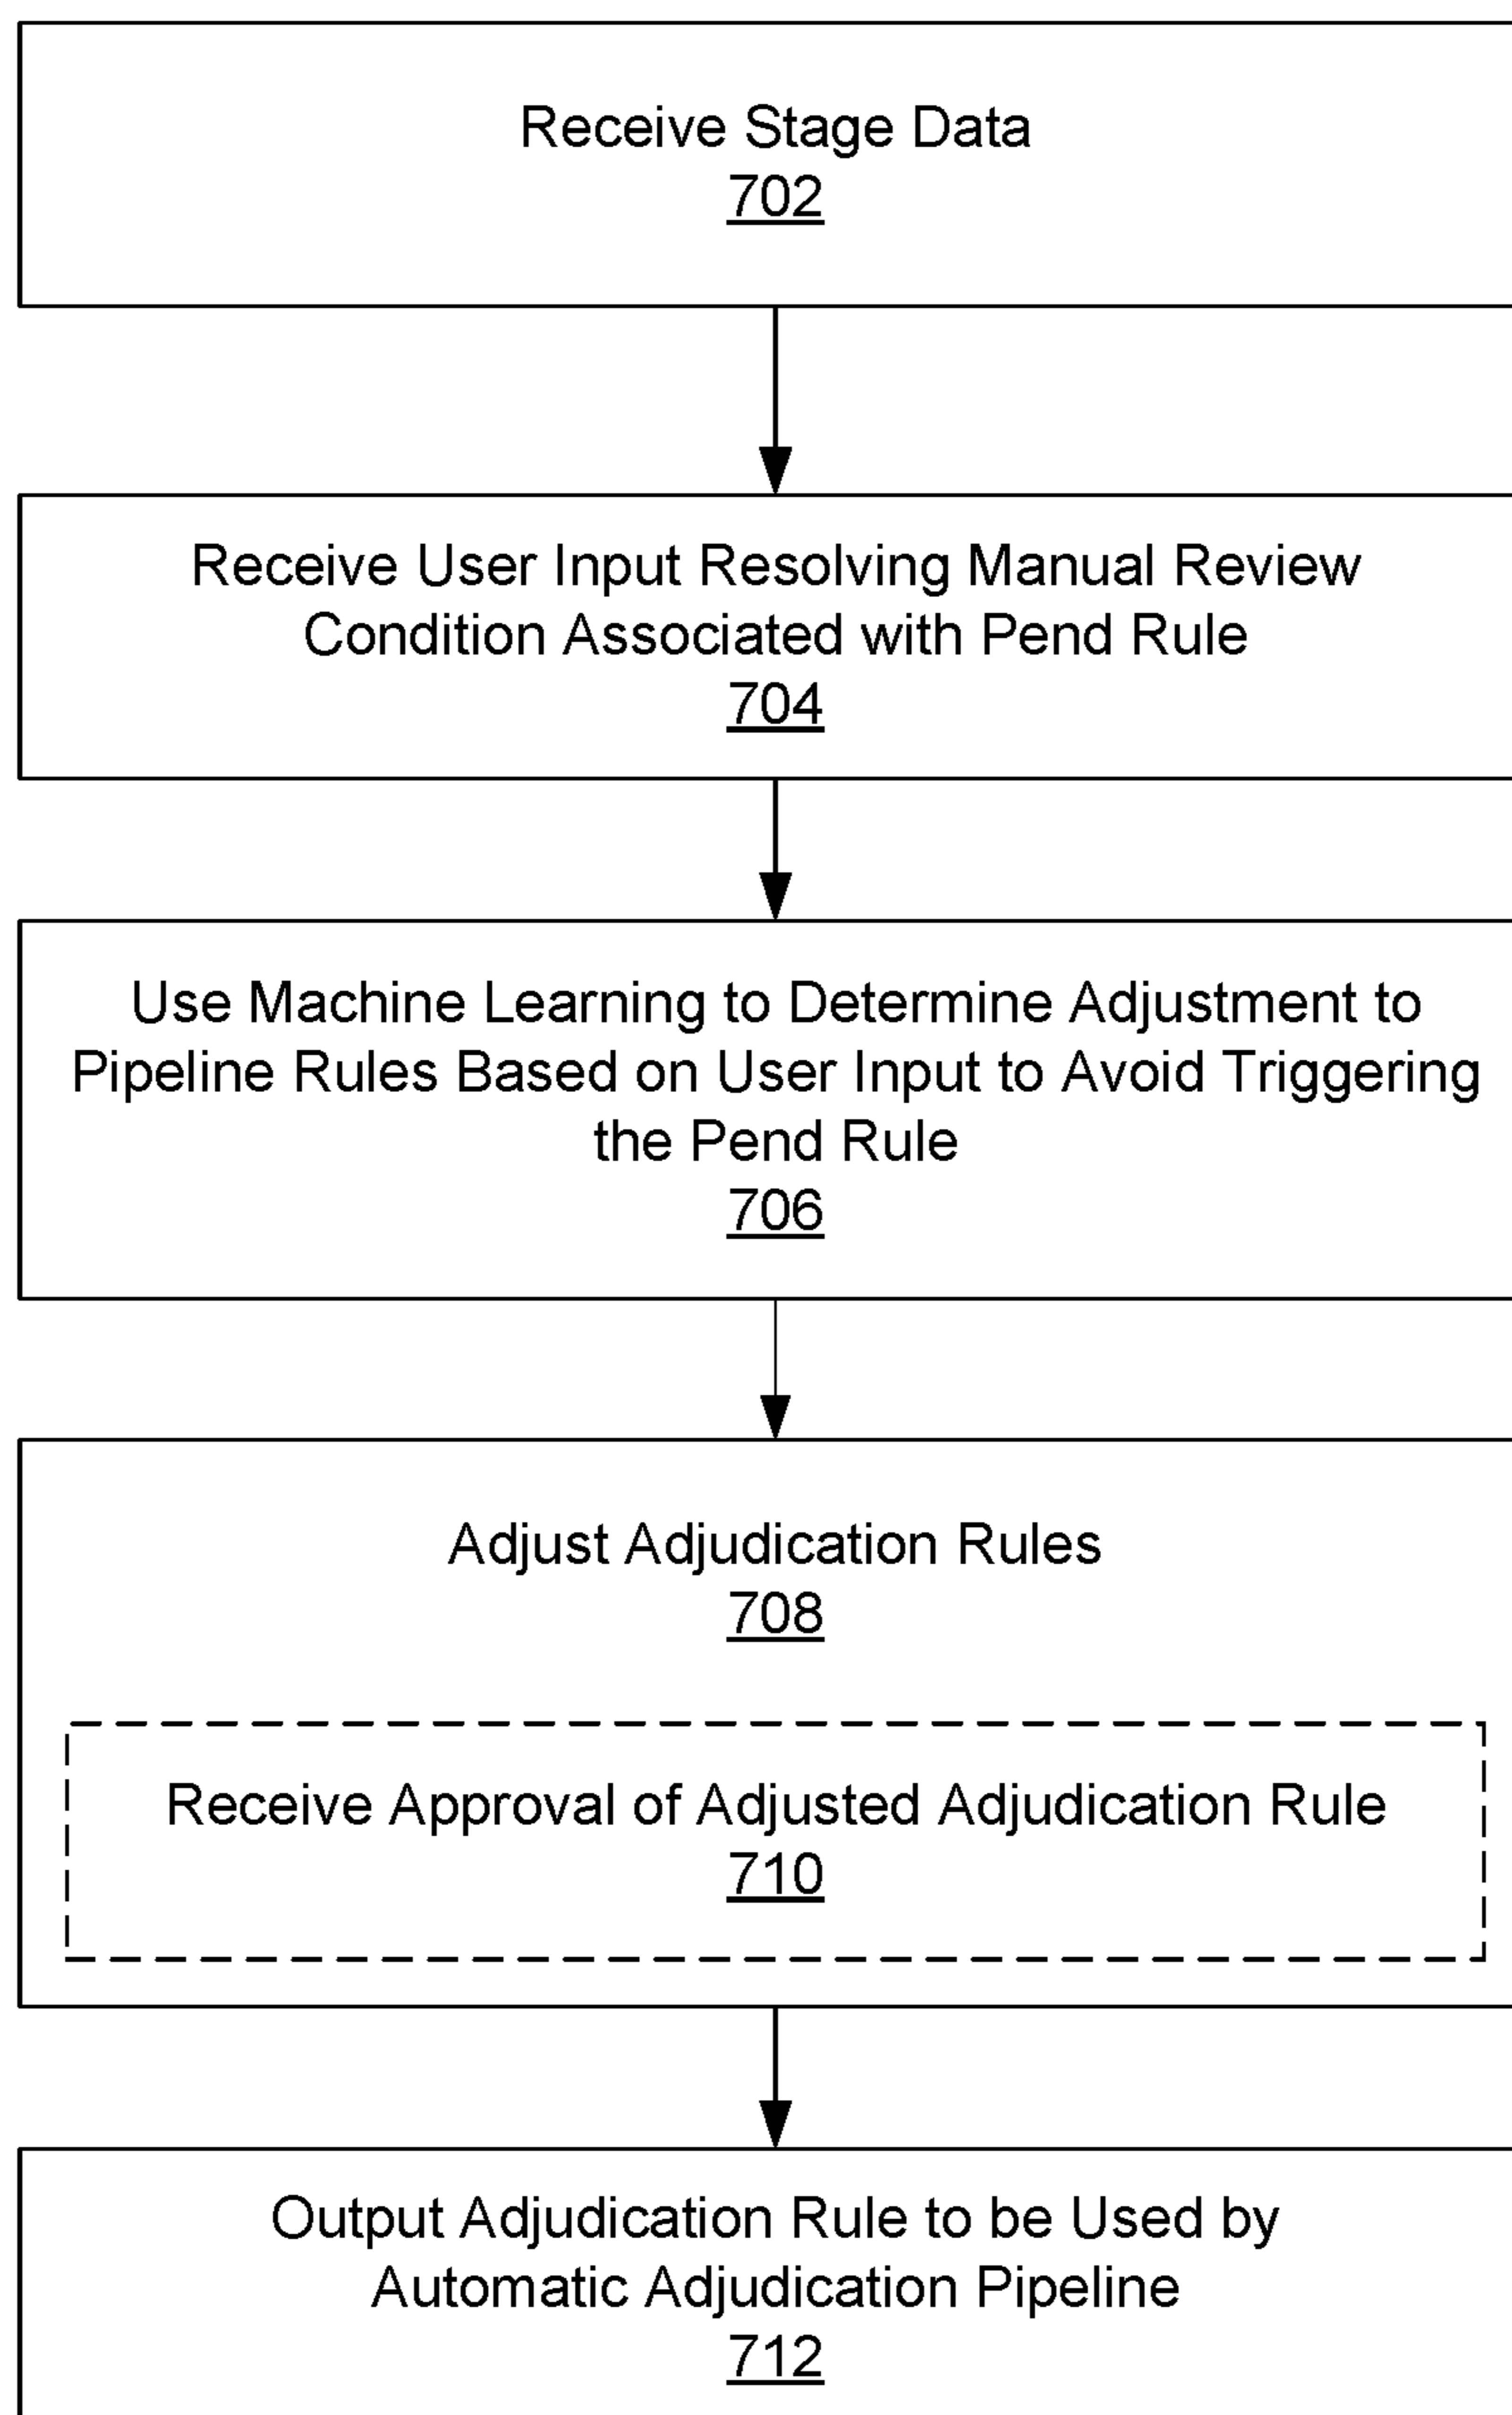 Receive Stage Data
702
Receive User Input Resolving Manual Review
Condition Associated with Pend Rule
704
Use Machine Learning to Determine Adjustment to
Pipeline Rules Based on User Input to Avoid Triggering
the Pend Rule
706
Adjust Adjudication Rules
708
Receive Approval of Adjusted Adjudication Rule
710
Output Adjudication Rule to be Used by
Automatic Adjudication Pipeline
712